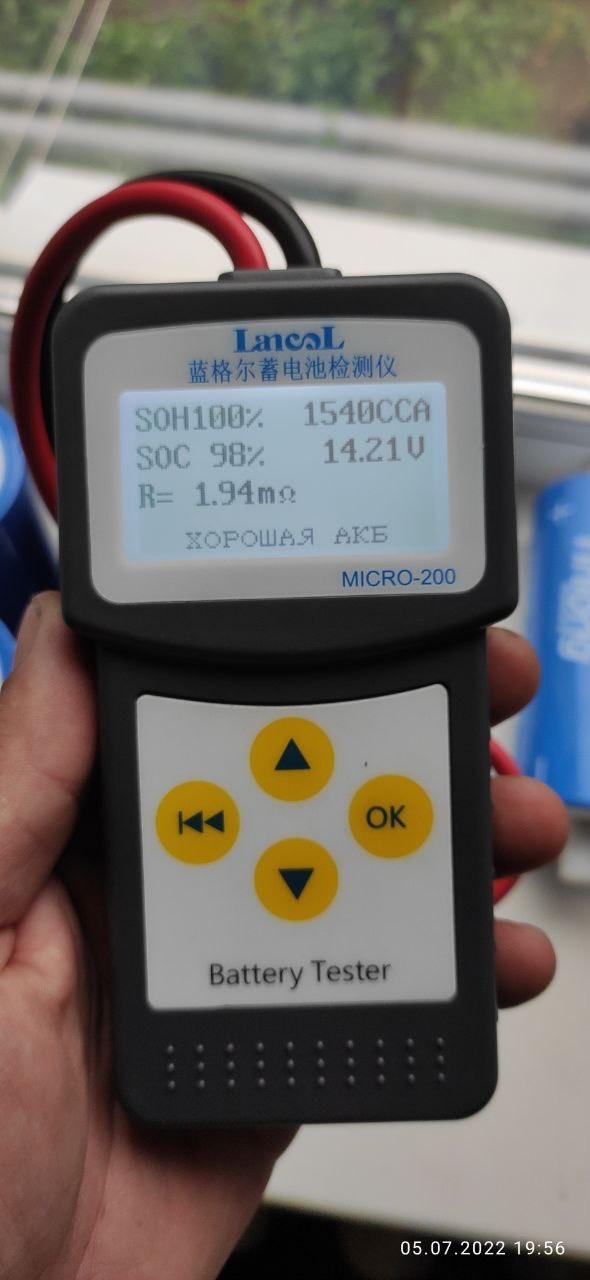 Lancol
蓝格尔蓄电池检测仪
SOH100% 1540CCA
SOC 98% 14.21V
R= 1.94mΩ
ХОРОШАЯ АКБ
MICRO-200
OK
Battery Tester
05.07.2022 19:56